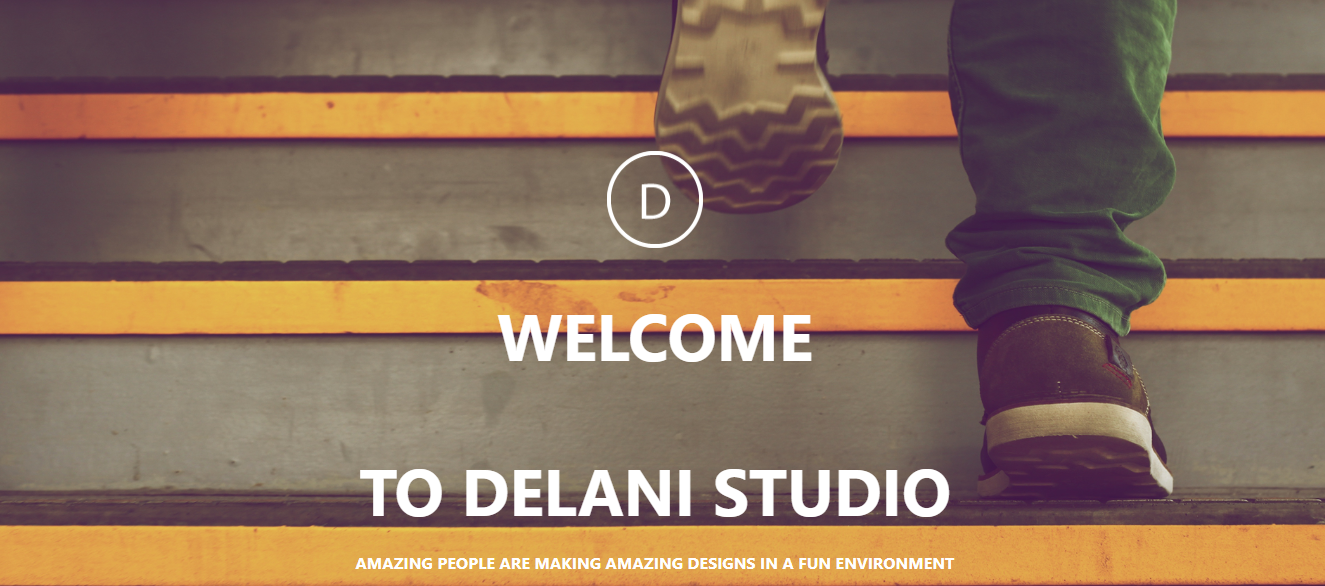 D
WELCOME
TO DELANI STUDIO
AMAZING PEOPLE ARE MAKING AMAZING DESIGNS IN A FUN ENVIRONMENT